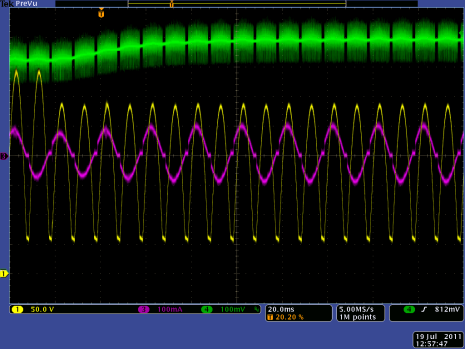 Tek PreVu
T
1 50.0 V 3 100mA 4 100mV 20.0ms 5.00MS/s 4 812mV
T 20.20 % 1M points
19 Jul 2011
12:57:47